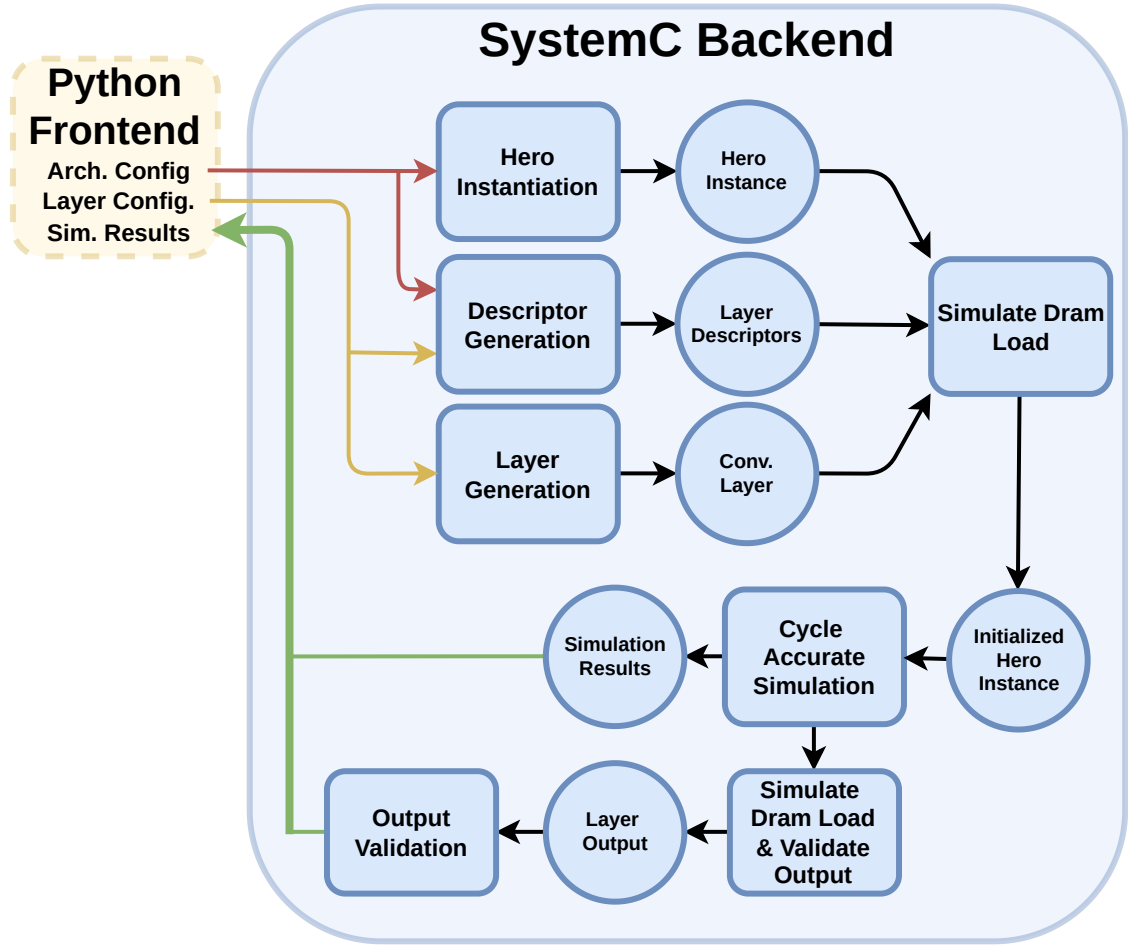 SystemC Backend
Python
Frontend
Arch. Config
Layer Config.
Sim. Results
Hero
Instantiation
Hero
Instance
Descriptor
Generation
Layer
Descriptors
Simulate Dram
Load
Layer
Generation
Conv.
Layer
Simulation
Results
Cycle
Accurate
Simulation
Initialized
Hero
Instance
Output
Validation
Layer
Output
Simulate
Dram Load
& Validate
Output